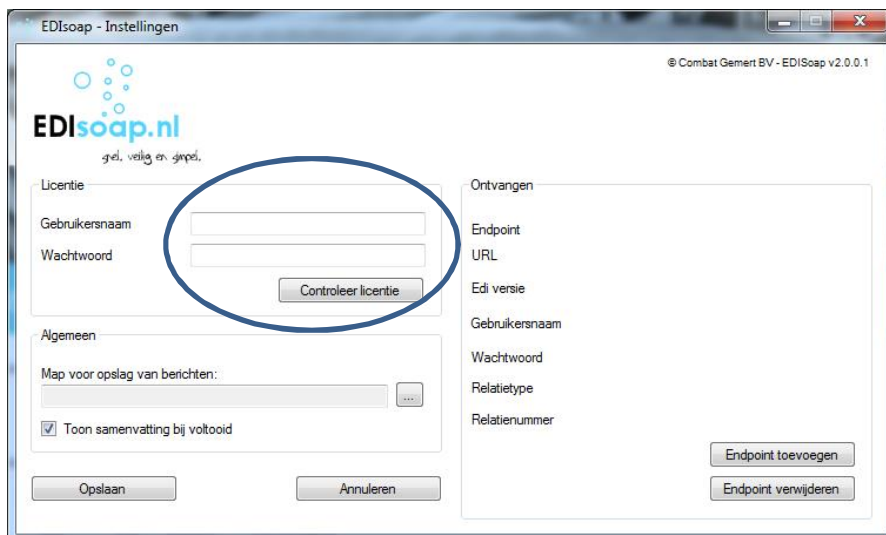 EDIsoap - Instellingen
© Combat Gemert BV - EDISoap v2.0.0.1
EDIsoap.nl
snel, veilig en simpel.
Licentie
Gebruikersnaam
Wachtwoord
Controleer licentie
Algemeen
Map voor opslag van berichten:
...
Toon samenvatting bij voltooid
Opslaan
Annuleren
Ontvangen
Endpoint
URL
Edi versie
Gebruikersnaam
Wachtwoord
Relatietype
Relatienummer
Endpoint toevoegen
Endpoint verwijderen